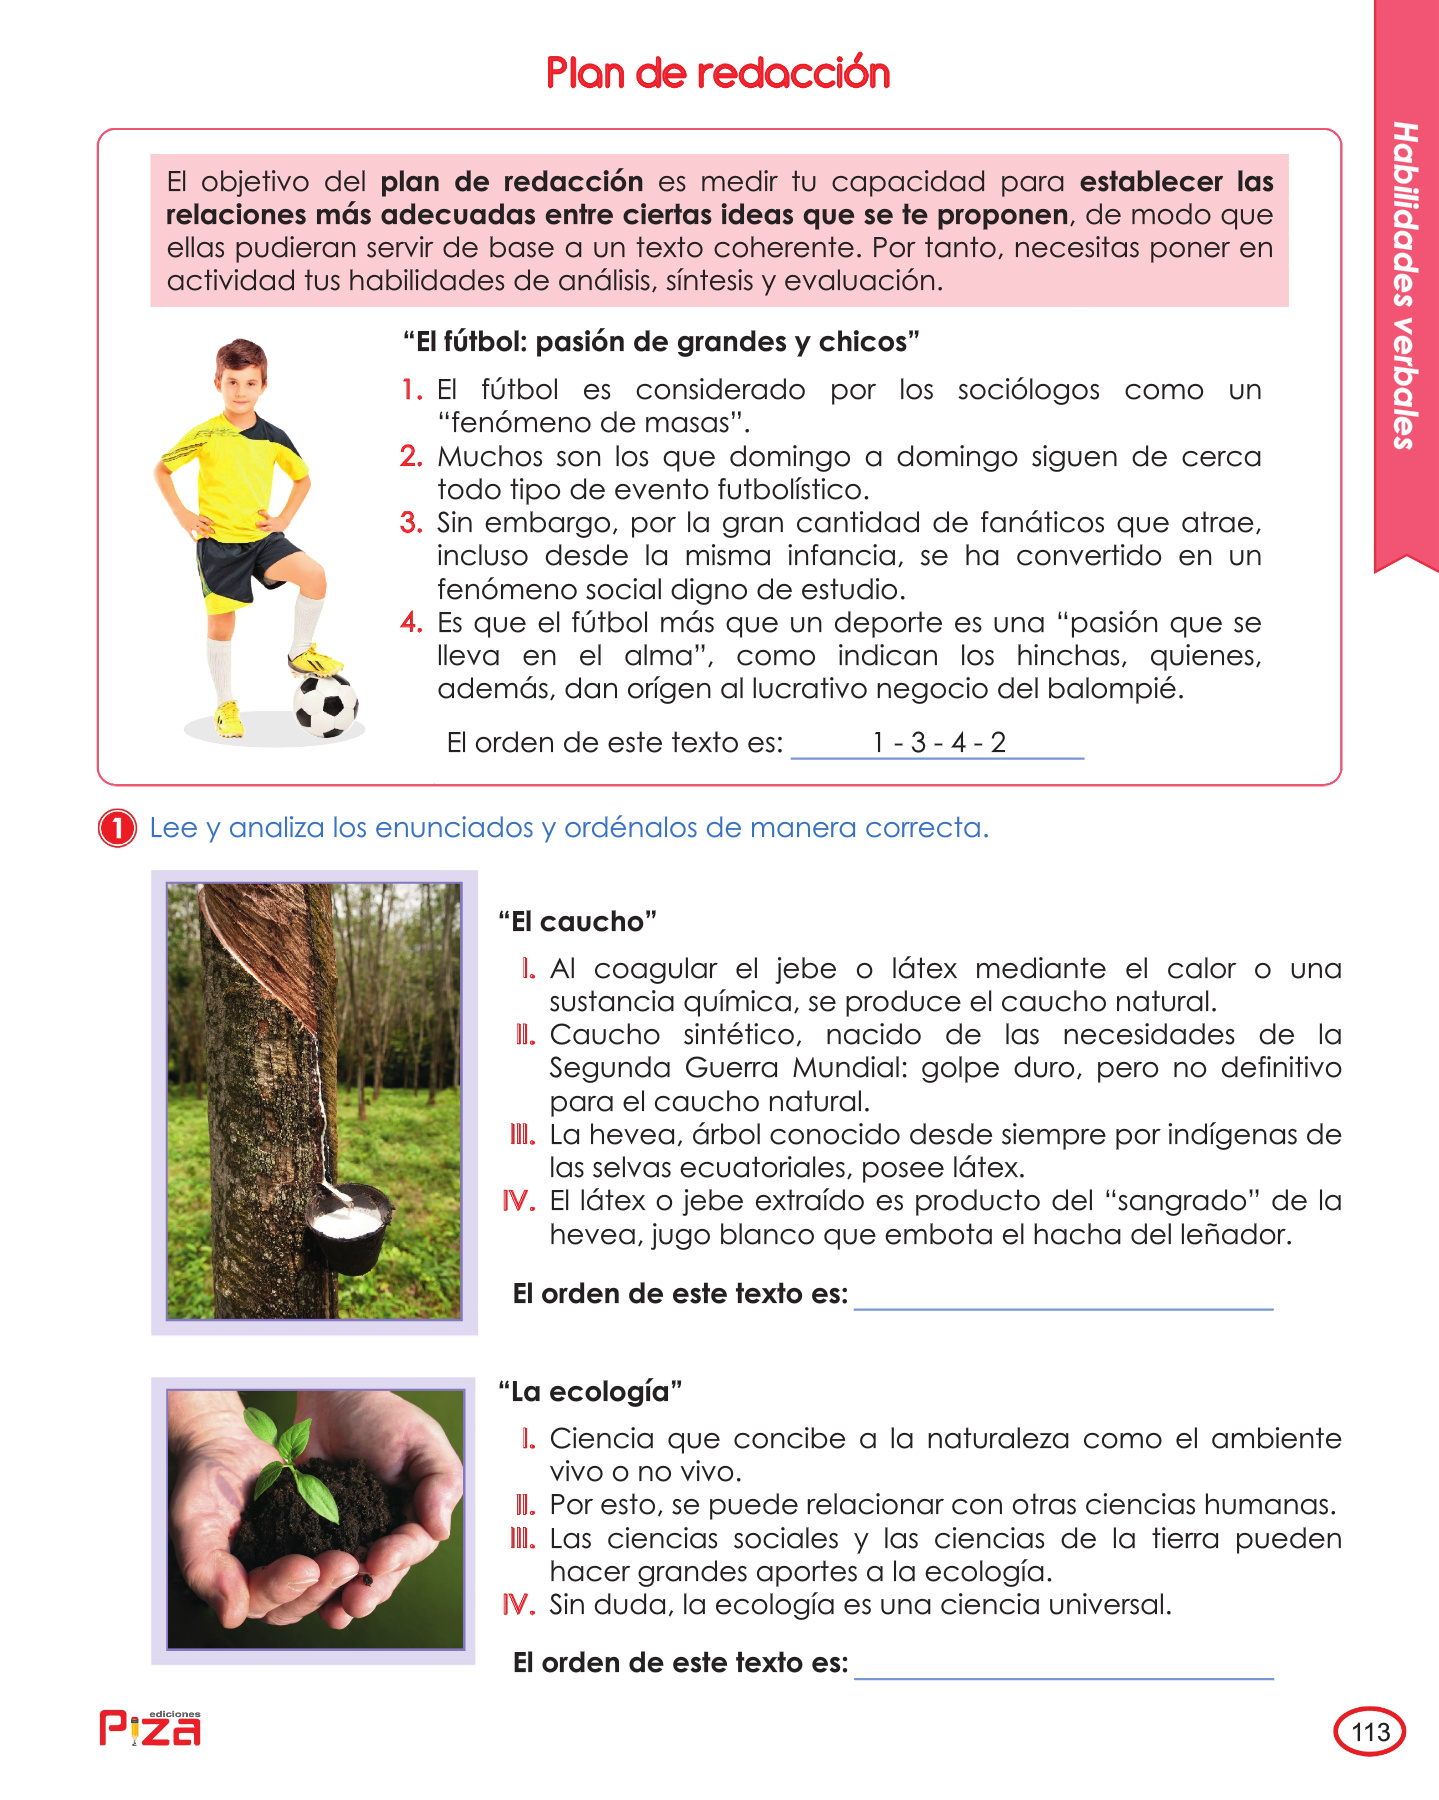 Plan de redacción
Habilidades verbales
El objetivo del plan de redacción es medir tu capacidad para establecer las
relaciones más adecuadas entre ciertas ideas que se te proponen, de modo que
ellas pudieran servir de base a un texto coherente. Por tanto, necesitas poner en
actividad tus habilidades de análisis, síntesis y evaluación.
“El fútbol: pasión de grandes y chicos”
1. El fútbol es considerado por los sociólogos como un
“fenómeno de masas”.
2. Muchos son los que domingo a domingo siguen de cerca
todo tipo de evento futbolístico.
3. Sin embargo, por la gran cantidad de fanáticos que atrae,
incluso desde la misma infancia, se ha convertido en un
fenómeno social digno de estudio.
4. Es que el fútbol más que un deporte es una “pasión que se
lleva en el alma”, como indican los hinchas, quienes,
además, dan orígen al lucrativo negocio del balompié.
El orden de este texto es: 1 - 3 - 4 - 2
1 Lee y analiza los enunciados y ordénalos de manera correcta.
“El caucho”
I. Al coagular el jebe o látex mediante el calor o una
sustancia química, se produce el caucho natural.
II. Caucho sintético, nacido de las necesidades de la
Segunda Guerra Mundial: golpe duro, pero no definitivo
para el caucho natural.
III. La hevea, árbol conocido desde siempre por indígenas de
las selvas ecuatoriales, posee látex.
IV. El látex o jebe extraído es producto del “sangrado” de la
hevea, jugo blanco que embota el hacha del leñador.
El orden de este texto es:
“La ecología”
I. Ciencia que concibe a la naturaleza como el ambiente
vivo o no vivo.
II. Por esto, se puede relacionar con otras ciencias humanas.
III. Las ciencias sociales y las ciencias de la tierra pueden
hacer grandes aportes a la ecología.
IV. Sin duda, la ecología es una ciencia universal.
El orden de este texto es:
ediciones
Piza
113